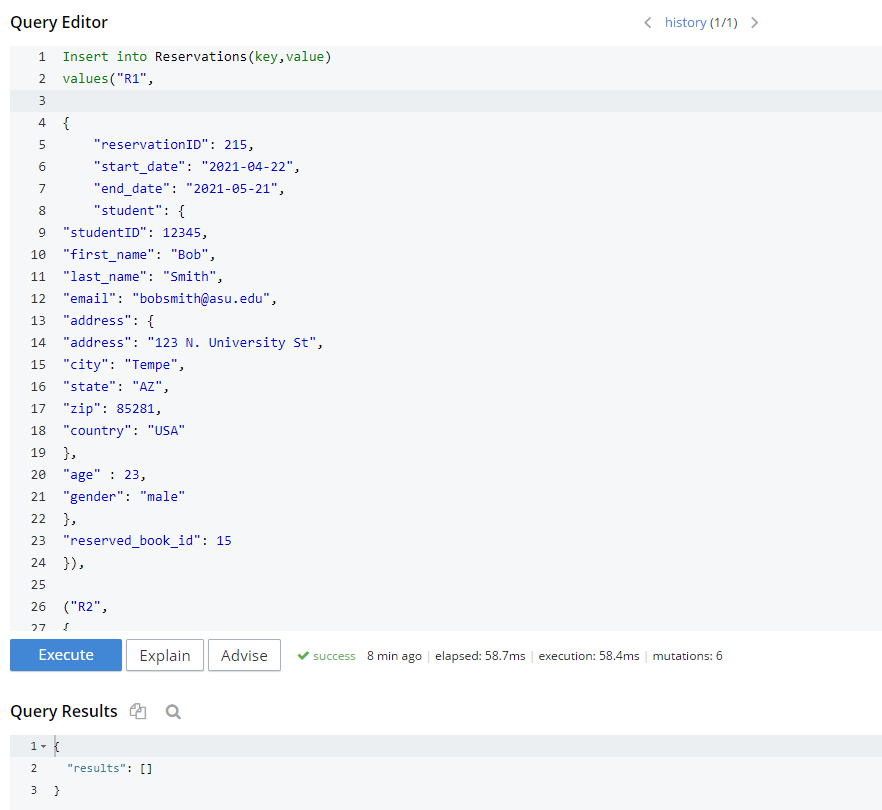 Query Editor
history (1/1)
1 Insert into Reservations(key,value)
2 values("R1",
3
4 {
5 "reservationID": 215,
6 "start_date": "2021-04-22",
7 "end_date": "2021-05-21",
8 "student": {
9 "studentID": 12345,
10 "first_name": "Bob",
11 "last_name": "Smith",
12 "email": "bobsmith@asu.edu",
13 "address": {
14 "address": "123 N. University St",
15 "city": "Tempe",
16 "state": "AZ",
17 "zip": 85281,
18 "country": "USA"
19 },
20 "age" : 23,
21 "gender": "male"
22 },
23 "reserved_book_id": 15
24 }),
25
26 ("R2",
27 {
Execute Explain Advise success 8 min ago | elapsed: 58.7ms | execution: 58.4ms | mutations: 6
Query Results
1 {
2 "results": []
3 }